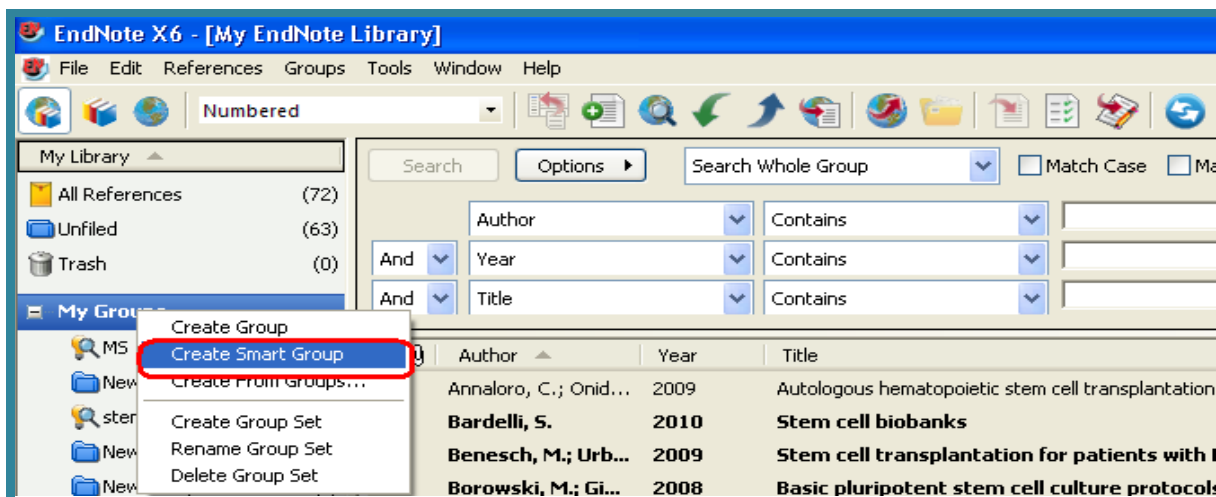 EndNote X6 - [My EndNote Library]
File Edit References Groups Tools Window Help
Numbered
My Library
Search Options Search Whole Group Match Case Ma
All References (72)
Unfiled (63)
Trash (0)
Author Contains
And Year Contains
And Title Contains
My Groups
Create Group
Create Smart Group
Create From Groups...
Create Group Set
Rename Group Set
Delete Group Set
MS
New
stem
New
New
Author Year Title
Annaloro, C.; Onid... 2009 Autologous hematopoietic stem cell transplantation
Bardelli, S. 2010 Stem cell biobanks
Benesch, M.; Urb... 2009 Stem cell transplantation for patients with
Borowski, M.; Gi... 2008 Basic pluripotent stem cell culture protocols